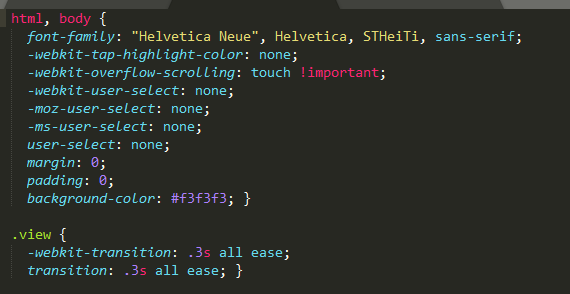 html, body {
font-family: "Helvetica Neue", Helvetica, STHeiTi, sans-serif;
-webkit-tap-highlight-color: none;
-webkit-overflow-scrolling: touch !important;
-webkit-user-select: none;
-moz-user-select: none;
-ms-user-select: none;
user-select: none;
margin: 0;
padding: 0;
background-color: #f3f3f3; }
.view {
-webkit-transition: .3s all ease;
transition: .3s all ease; }